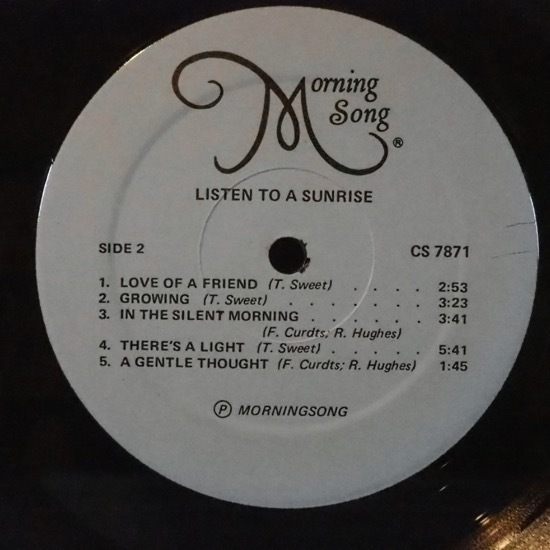 Morning
Song®
LISTEN TO A SUNRISE
SIDE 2 CS 7871
1. LOVE OF A FRIEND (T. Sweet) . . . . 2:53
2. GROWING (T. Sweet) . . . . . . . 3:23
3. IN THE SILENT MORNING . . . . . . 3:41
(F. Curdts; R. Hughes)
4. THERE'S A LIGHT (T. Sweet) . . . . . . 5:41
5. A GENTLE THOUGHT (F. Curdts; R. Hughes) 1:45
Ⓟ MORNINGSONG